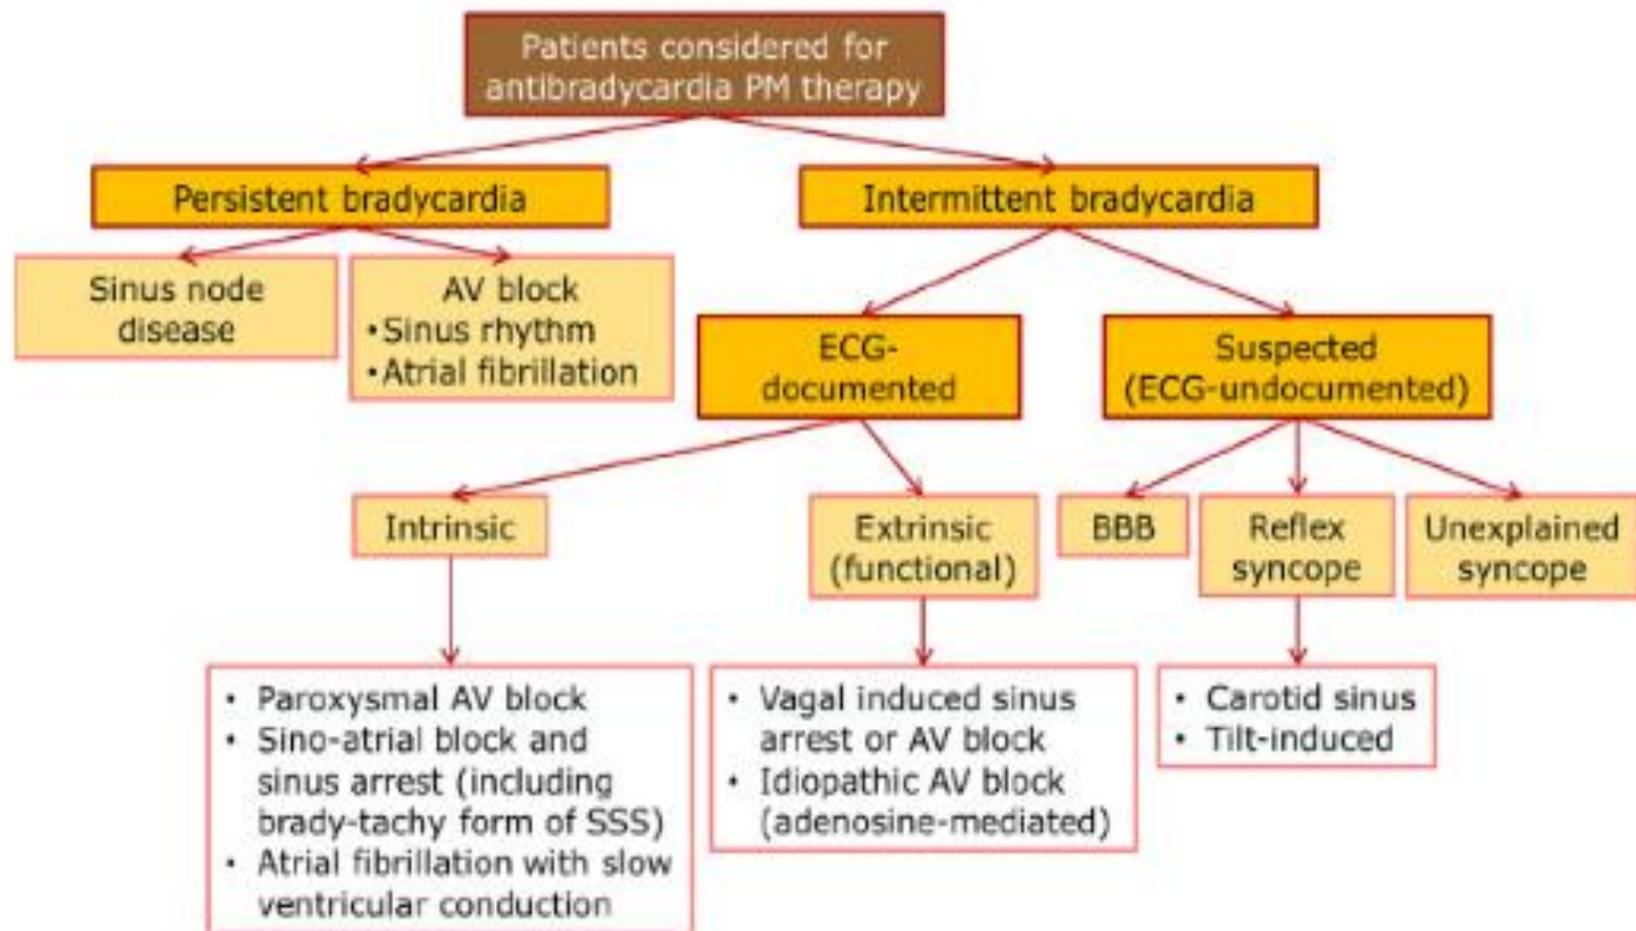 Patients considered for
antibradycardia PM therapy
Persistent bradycardia
Intermittent bradycardia
Sinus node
disease
AV block
•Sinus rhythm
•Atrial fibrillation
ECG-
documented
Suspected
(ECG-undocumented)
Intrinsic
Extrinsic
(functional)
BBB
Reflex
syncope
Unexplained
syncope
• Paroxysmal AV block
• Sino-atrial block and
sinus arrest (including
brady-tachy form of SSS)
• Atrial fibrillation with slow
ventricular conduction
• Vagal induced sinus
arrest or AV block
• Idiopathic AV block
(adenosine-mediated)
• Carotid sinus
• Tilt-induced